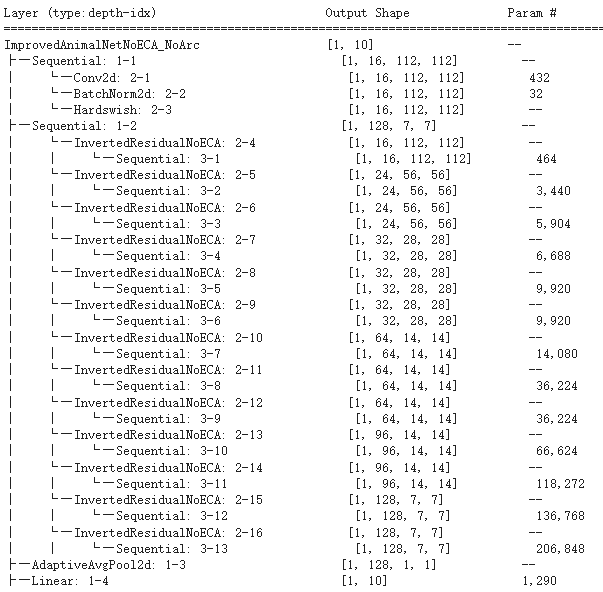 Layer (type:depth-idx) Output Shape Param #
==========================================================================================
ImprovedAnimalNetNoECA_NoArc [1, 10] --
├─Sequential: 1-1 [1, 16, 112, 112] --
│ └─Conv2d: 2-1 [1, 16, 112, 112] 432
│ └─BatchNorm2d: 2-2 [1, 16, 112, 112] 32
│ └─Hardswish: 2-3 [1, 16, 112, 112] --
├─Sequential: 1-2 [1, 128, 7, 7] --
│ └─InvertedResidualNoECA: 2-4 [1, 16, 112, 112] --
│ │ └─Sequential: 3-1 [1, 16, 112, 112] 464
│ └─InvertedResidualNoECA: 2-5 [1, 24, 56, 56] --
│ │ └─Sequential: 3-2 [1, 24, 56, 56] 3,440
│ └─InvertedResidualNoECA: 2-6 [1, 24, 56, 56] --
│ │ └─Sequential: 3-3 [1, 24, 56, 56] 5,904
│ └─InvertedResidualNoECA: 2-7 [1, 32, 28, 28] --
│ │ └─Sequential: 3-4 [1, 32, 28, 28] 6,688
│ └─InvertedResidualNoECA: 2-8 [1, 32, 28, 28] --
│ │ └─Sequential: 3-5 [1, 32, 28, 28] 9,920
│ └─InvertedResidualNoECA: 2-9 [1, 32, 28, 28] --
│ │ └─Sequential: 3-6 [1, 32, 28, 28] 9,920
│ └─InvertedResidualNoECA: 2-10 [1, 64, 14, 14] --
│ │ └─Sequential: 3-7 [1, 64, 14, 14] 14,080
│ └─InvertedResidualNoECA: 2-11 [1, 64, 14, 14] --
│ │ └─Sequential: 3-8 [1, 64, 14, 14] 36,224
│ └─InvertedResidualNoECA: 2-12 [1, 64, 14, 14] --
│ │ └─Sequential: 3-9 [1, 64, 14, 14] 36,224
│ └─InvertedResidualNoECA: 2-13 [1, 96, 14, 14] --
│ │ └─Sequential: 3-10 [1, 96, 14, 14] 66,624
│ └─InvertedResidualNoECA: 2-14 [1, 96, 14, 14] --
│ │ └─Sequential: 3-11 [1, 96, 14, 14] 118,272
│ └─InvertedResidualNoECA: 2-15 [1, 128, 7, 7] --
│ │ └─Sequential: 3-12 [1, 128, 7, 7] 136,768
│ └─InvertedResidualNoECA: 2-16 [1, 128, 7, 7] --
│ │ └─Sequential: 3-13 [1, 128, 7, 7] 206,848
├─AdaptiveAvgPool2d: 1-3 [1, 128, 1, 1] --
├─Linear: 1-4 [1, 10] 1,290